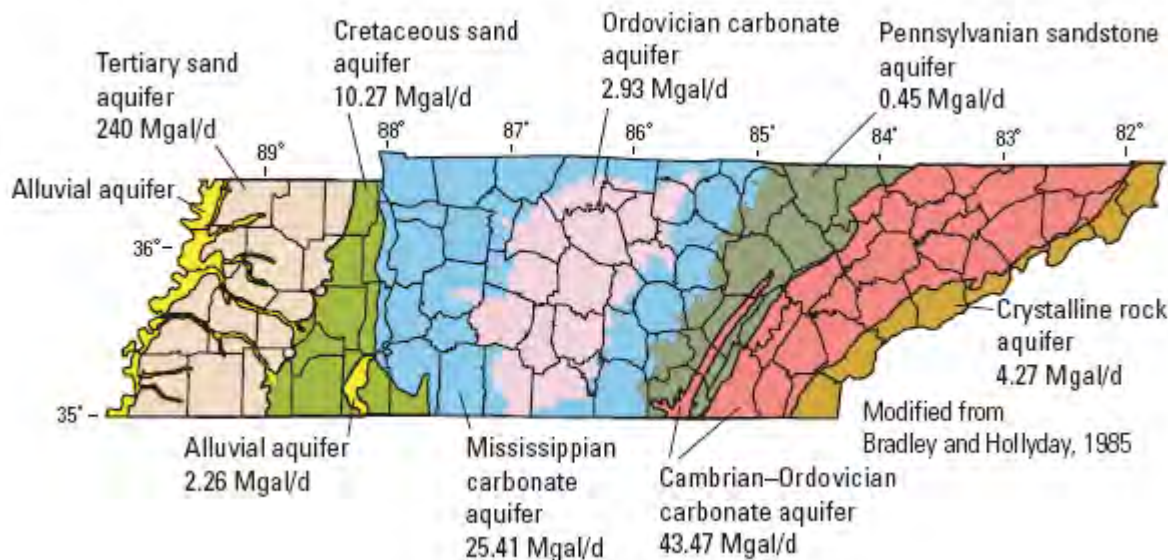 Tertiary sand
aquifer
240 Mgal/d
Cretaceous sand
aquifer
10.27 Mgal/d
Ordovician carbonate
aquifer
2.93 Mgal/d
Pennsylvanian sandstone
aquifer
0.45 Mgal/d
89°
88°
87°
86°
85°
84°
83°
82°
Alluvial aquifer
36°
35°
Alluvial aquifer
2.26 Mgal/d
Mississippian
carbonate
aquifer
25.41 Mgal/d
Cambrian–Ordovician
carbonate aquifer
43.47 Mgal/d
Crystalline rock
aquifer
4.27 Mgal/d
Modified from
Bradley and Hollyday, 1985